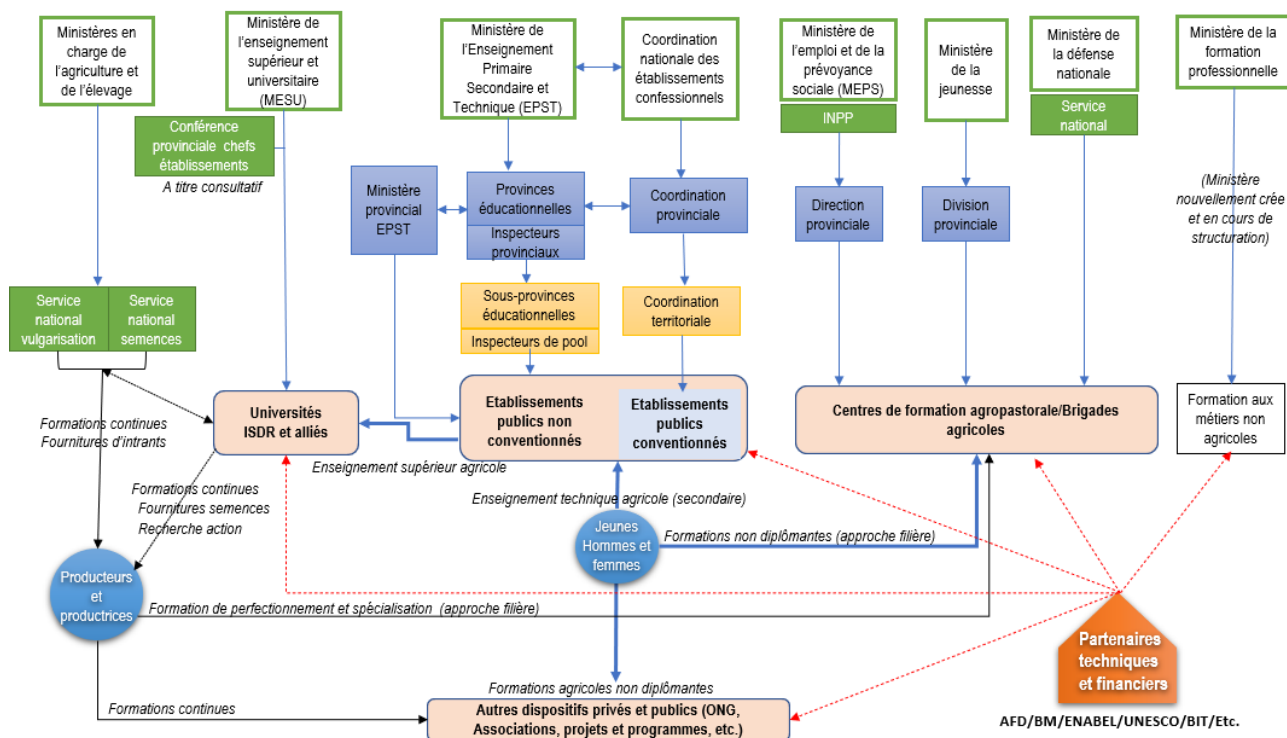 Ministères en
charge de
l'agriculture et
de l'élevage
Ministère de
l'enseignement
supérieur et
universitaire
(MESU)
Conférence
provinciale chefs
établissements
A titre consultatif
Ministère de
l'Enseignement
Primaire
Secondaire et
Technique (EPST)
Coordination
nationale des
établissements
confessionnels
Ministère de
l'emploi et de la
prévoyance
sociale (MEPS)
INPP
Ministère
de la
jeunesse
Ministère de
la défense
nationale
Service
national
Ministère de la
formation
professionnelle
Ministère
provincial
EPST
Provinces
éducationnelles
Inspecteurs
provinciaux
Coordination
provinciale
Direction
provinciale
Division
provinciale
(Ministère
nouvellement crée
et en cours de
structuration)
Service
national
vulgarisation
Service
national
semences
Sous-provinces
éducationnelles
Inspecteurs de pool
Coordination
territoriale
Formations continues
Fournitures d'intrants
Universités
ISDR et alliés
Etablissements
publics non
conventionnés
Etablissements
publics
conventionnés
Centres de formation agropastorale/Brigades
agricoles
Formation aux
métiers non
agricoles
Enseignement supérieur agricole
Formations continues
Fournitures semences
Recherche action
Enseignement technique agricole (secondaire)
Jeunes
Hommes et
femmes
Formations non diplômantes (approche filière)
Producteurs
et
productrices
Formation de perfectionnement et spécialisation (approche filière)
Partenaires
techniques
et financiers
AFD/BM/ENABEL/UNESCO/BIT/Etc.
Formations agricoles non diplômantes
Formations continues
Autres dispositifs privés et publics (ONG,
Associations, projets et programmes, etc.)